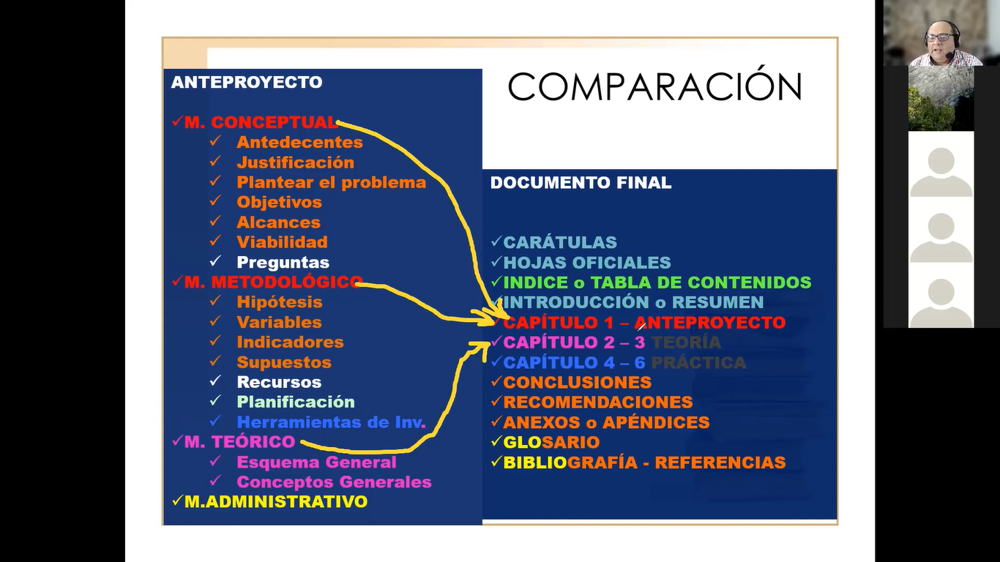 ANTEPROYECTO
✓M. CONCEPTUAL
✓ Antedecentes
✓ Justificación
✓ Plantear el problema
✓ Objetivos
✓ Alcances
✓ Viabilidad
✓ Preguntas
✓M. METODOLÓGICO
✓ Hipótesis
✓ Variables
✓ Indicadores
✓ Supuestos
✓ Recursos
✓ Planificación
✓ Herramientas de Inv.
✓M. TEÓRICO
✓ Esquema General
✓ Conceptos Generales
✓M.ADMINISTRATIVO
COMPARACIÓN
DOCUMENTO FINAL
✓CARÁTULAS
✓HOJAS OFICIALES
✓INDICE o TABLA DE CONTENIDOS
✓INTRODUCCIÓN o RESUMEN
✓CAPÍTULO 1 – ANTEPROYECTO
✓CAPÍTULO 2 – 3 TEORÍA
✓CAPÍTULO 4 – 6 PRÁCTICA
✓CONCLUSIONES
✓RECOMENDACIONES
✓ANEXOS o APÉNDICES
✓GLOSARIO
✓BIBLIOGRAFÍA - REFERENCIAS